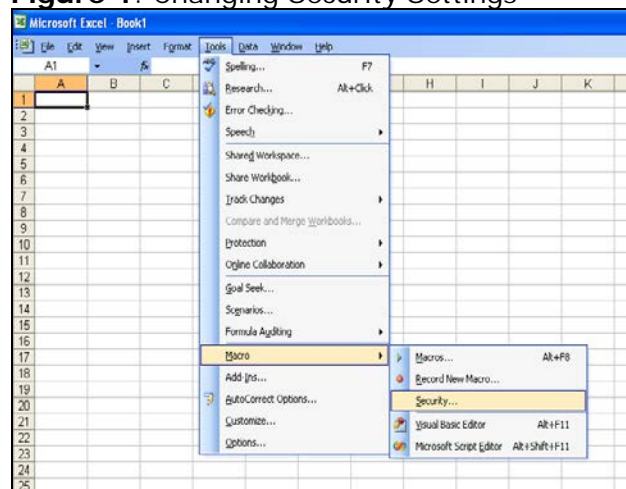 Figure 1. Changing Security Settings
Microsoft Excel - Book1
File Edit View Insert Format Tools Data Window Help
A1 fx
A B C H I J K
1
2
3
4
5
6
7
8
9
10
11
12
13
14
15
16
17
18
19
20
21
22
23
24
25
Spelling... F7
Research... Alt+Click
Error Checking...
Speech
Shared Workspace...
Share Workbook...
Track Changes
Compare and Merge Workbooks...
Protection
Online Collaboration
Goal Seek...
Scenarios...
Formula Auditing
Macro
Add-Ins...
AutoCorrect Options...
Customize...
Options...
Macros... Alt+F8
Record New Macro...
Security...
Visual Basic Editor Alt+F11
Microsoft Script Editor Alt+Shift+F11